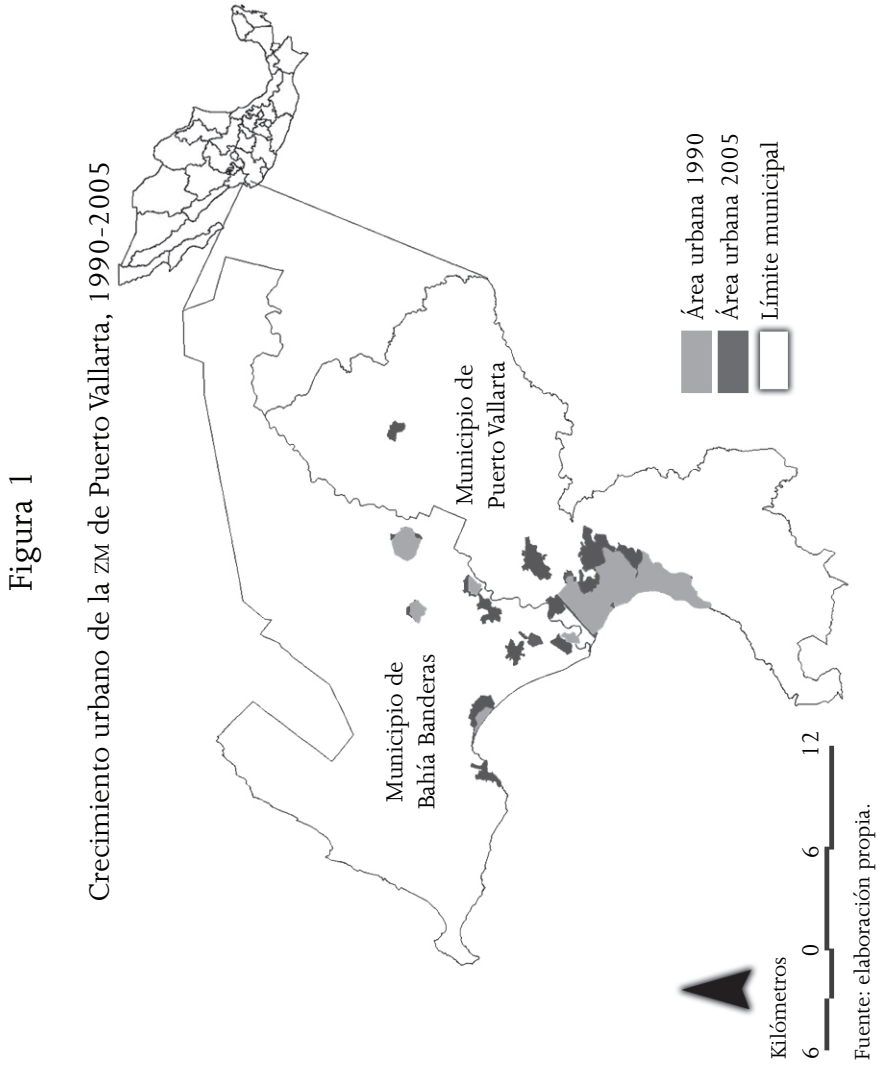 Figura 1
Crecimiento urbano de la ZM de Puerto Vallarta, 1990-2005
Municipio de
Puerto Vallarta
Municipio de
Bahía Banderas
Área urbana 1990
Área urbana 2005
Límite municipal
Kilómetros
6 0 6 12
Fuente: elaboración propia.